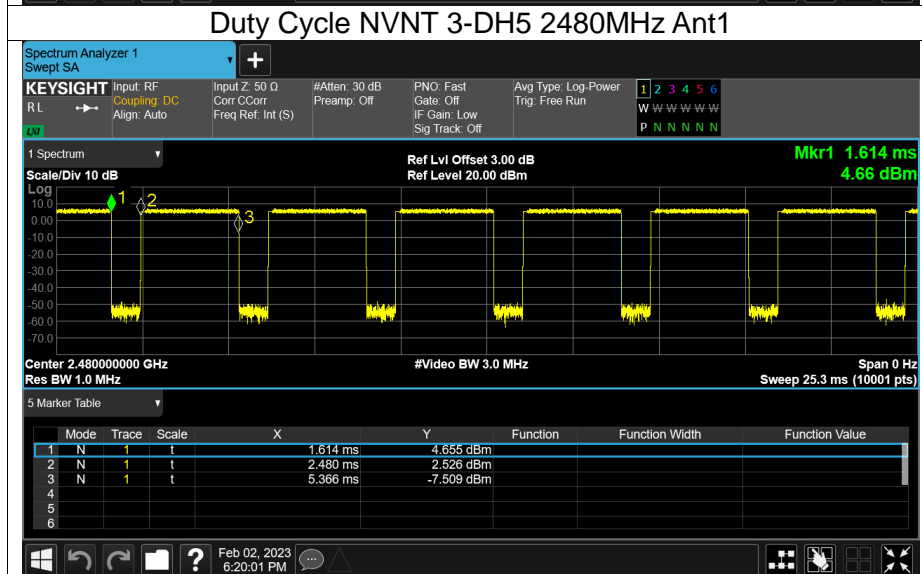 Duty Cycle NVNT 3-DH5 2480MHz Ant1
Spectrum Analyzer 1
Swept SA
+
KEYSIGHT Input: RF Input Z: 50 Ω #Atten: 30 dB PNO: Fast Avg Type: Log-Power 1 2 3 4 5 6
R L Coupling: DC Corr CCorr Preamp: Off Gate: Off Trig: Free Run W W W W W W
Align: Auto Freq Ref: Int (S) IF Gain: Low
LXI Sig Track: Off P N N N N N
1 Spectrum Ref Lvl Offset 3.00 dB Mkr1 1.614 ms
Scale/Div 10 dB Ref Level 20.00 dBm 4.66 dBm
Log
10.0
0.00
-10.0
-20.0
-30.0
-40.0
-50.0
-60.0
-70.0
1 2 3
Center 2.480000000 GHz #Video BW 3.0 MHz Span 0 Hz
Res BW 1.0 MHz Sweep 25.3 ms (10001 pts)
5 Marker Table
Mode Trace Scale X Y Function Function Width Function Value
1 N 1 t 1.614 ms 4.655 dBm
2 N 1 t 2.480 ms 2.526 dBm
3 N 1 t 5.366 ms -7.509 dBm
4
5
6
? Feb 02, 2023
6:20:01 PM